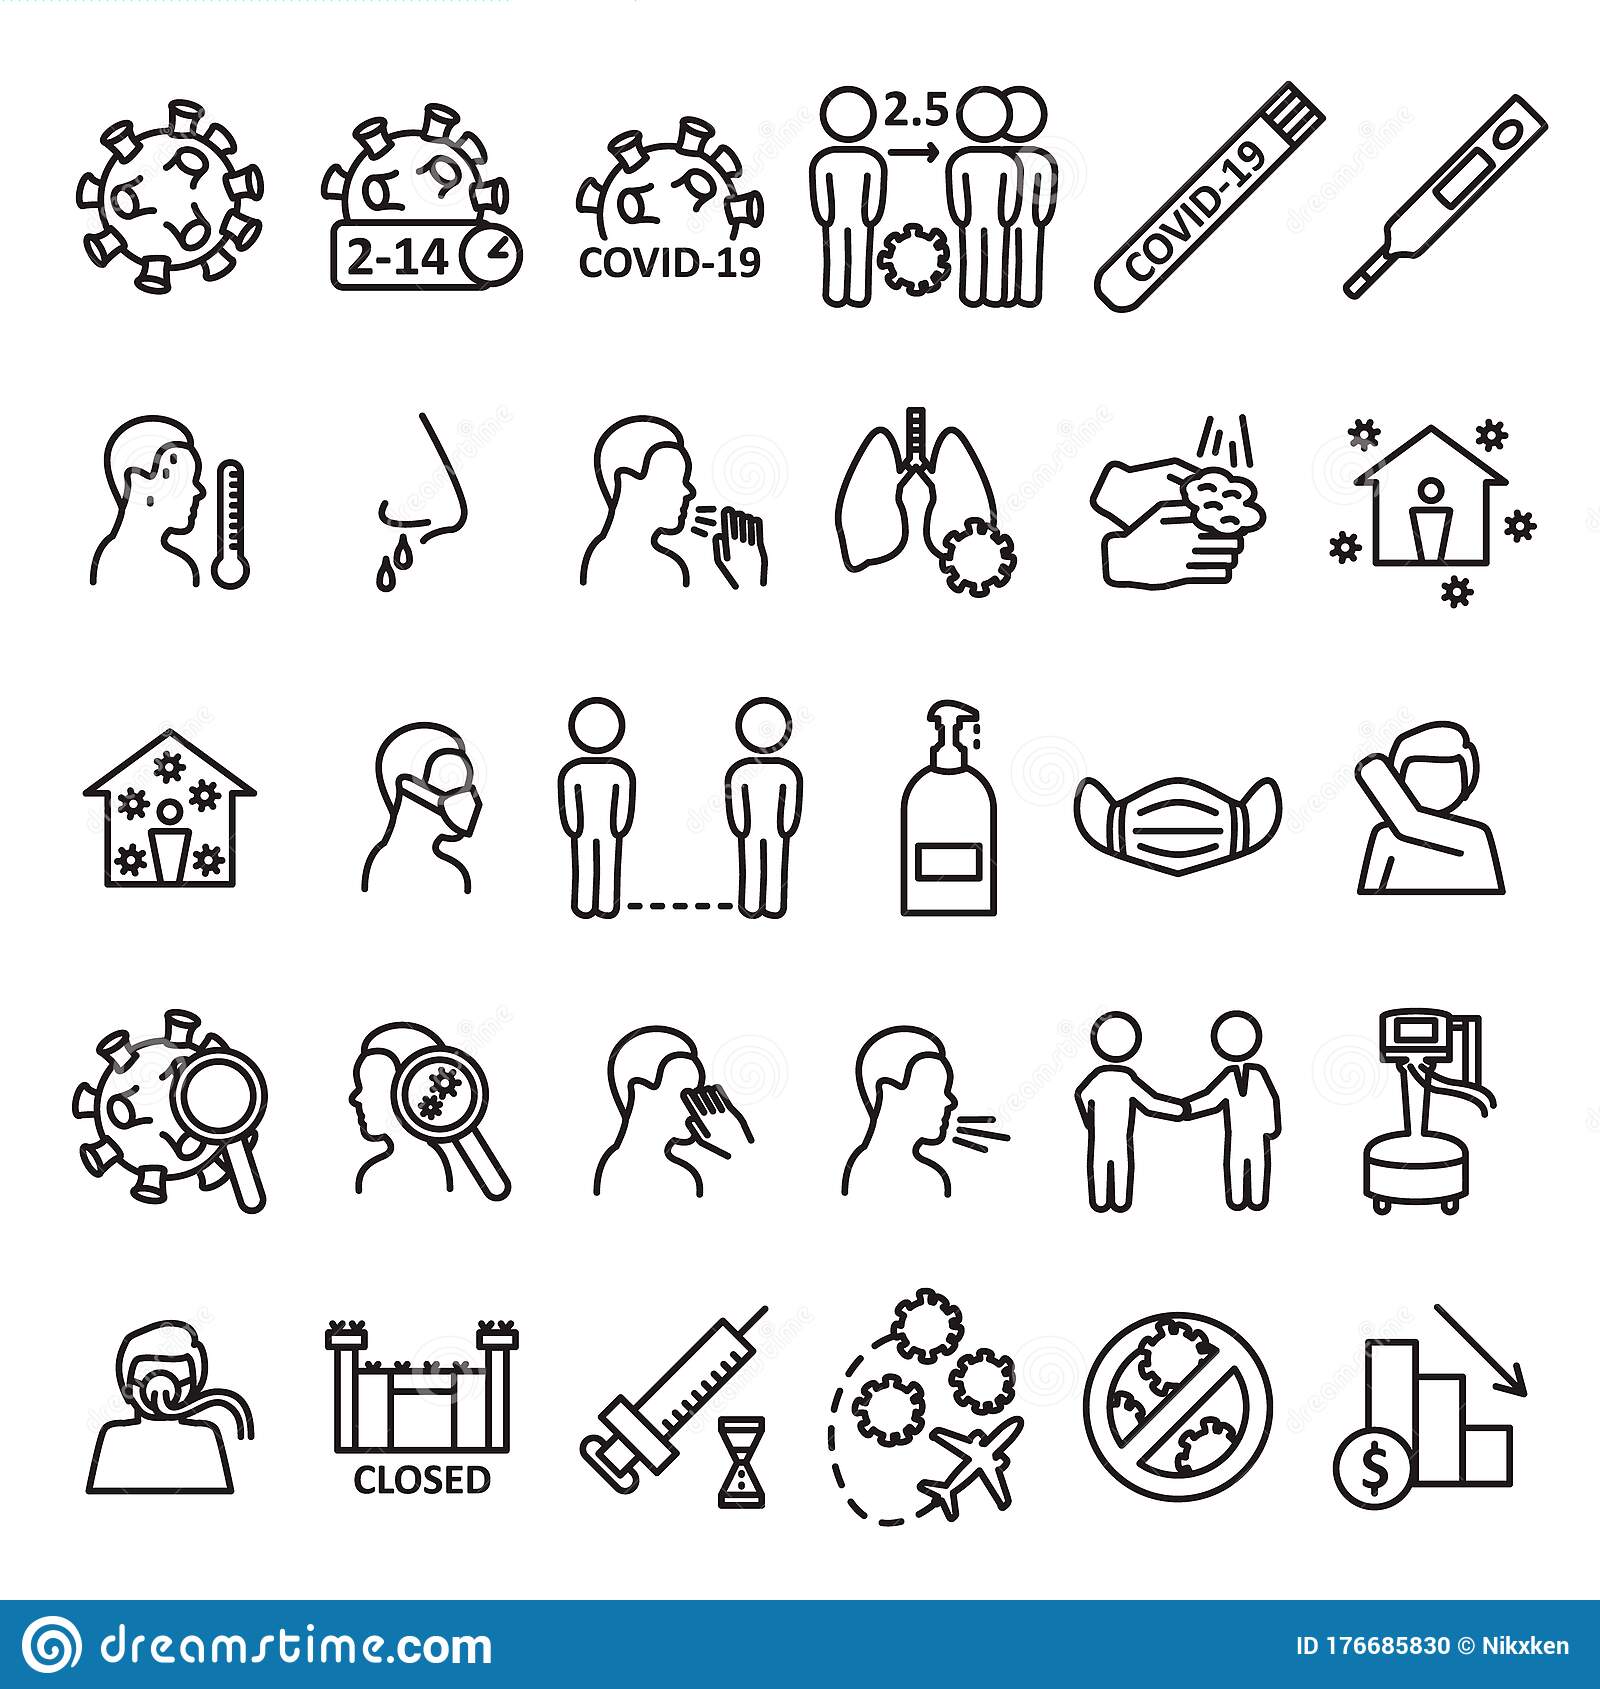 2.5
COVID-19
2-14
COVID-19
CLOSED
$
dreamstime.com
ID 176685830 © Nikxken